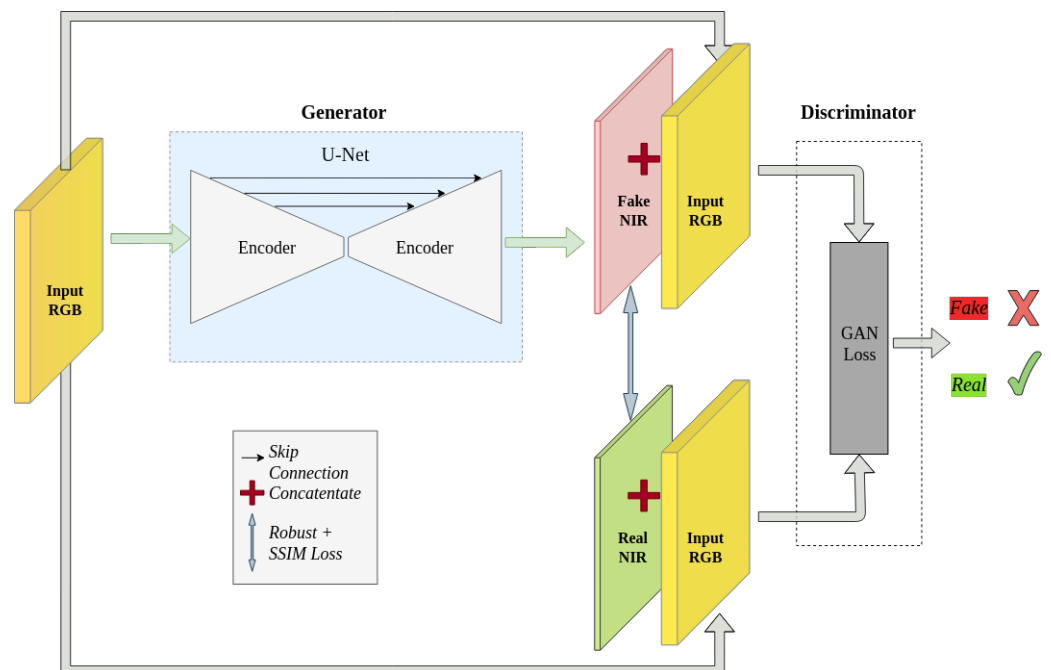 Generator
Discriminator
U-Net
Encoder
Encoder
Input
RGB
Fake
NIR
Input
RGB
GAN
Loss
Fake
Real
Real
NIR
Input
RGB
Skip
Connection
Concatentate
Robust +
SSIM Loss